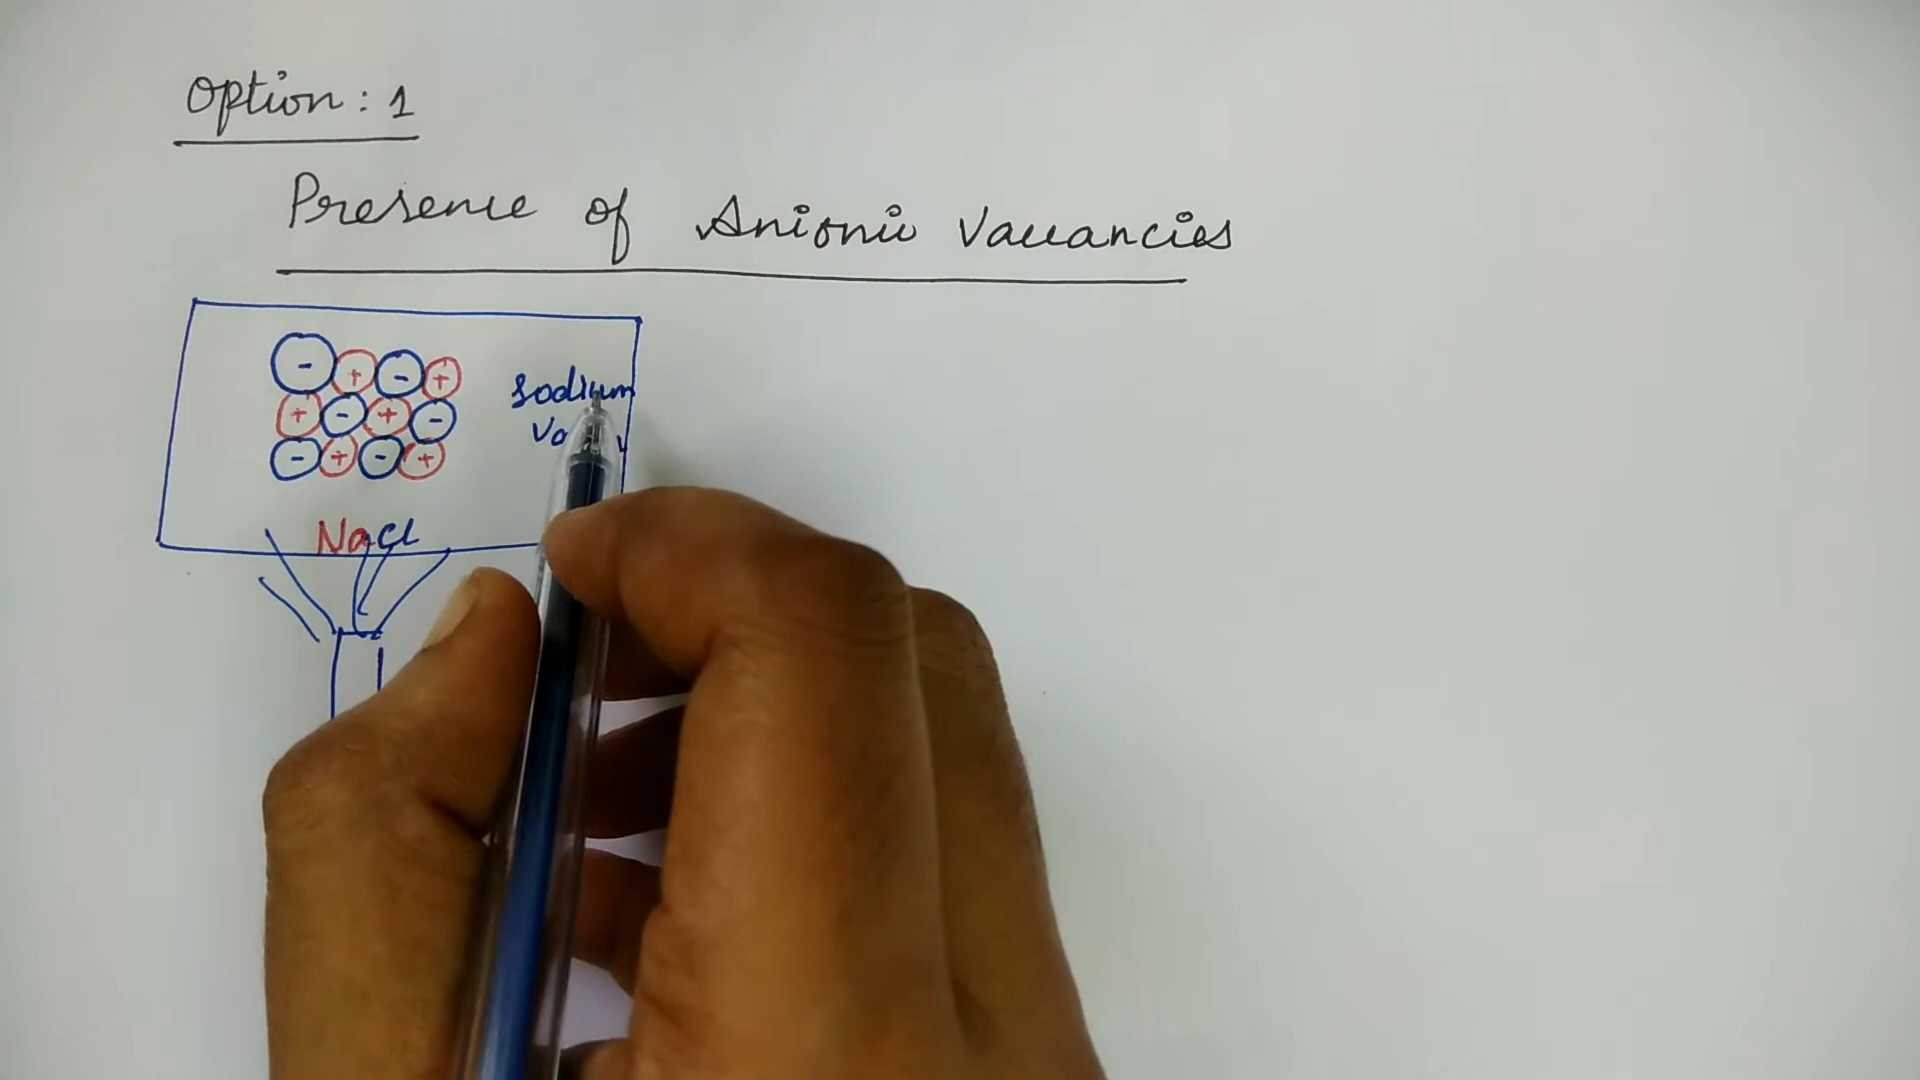 Option : 1
Presence of Anionic Vacancies
- + - +
+ - + -
- + - +
sodium
NaCl